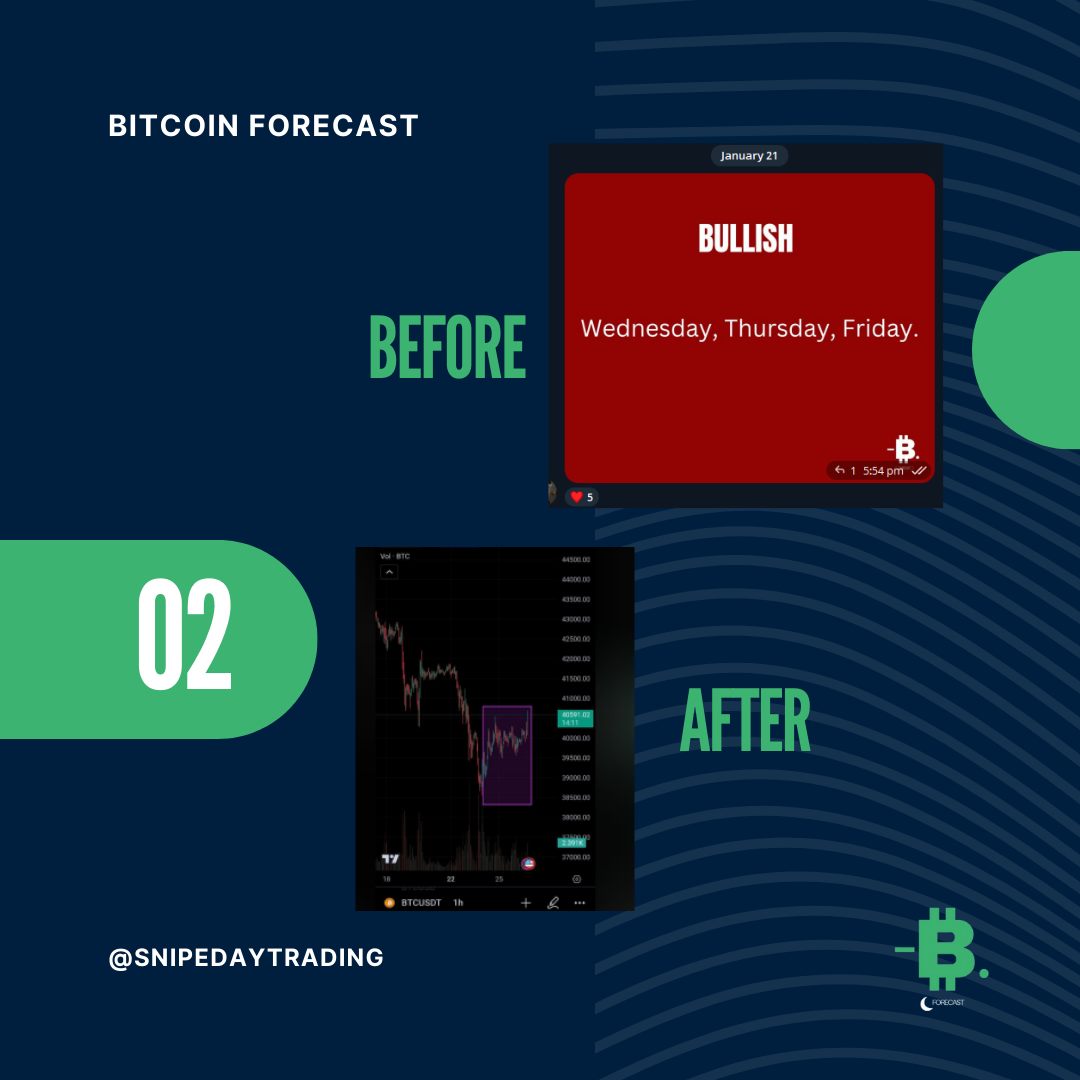 BITCOIN FORECAST
January 21
BULLISH
Wednesday, Thursday, Friday.
B.
1 5:54 pm
5
BEFORE
02
Vol · BTC
44500.00
44000.00
43500.00
43000.00
42500.00
42000.00
41500.00
41000.00
40591.02
14:11
40000.00
39500.00
39000.00
38500.00
38000.00
37500.00
2.391K
37000.00
18
22
25
BTCUSDT 1h
AFTER
@SNIPEDAYTRADING
B.
FORECAST